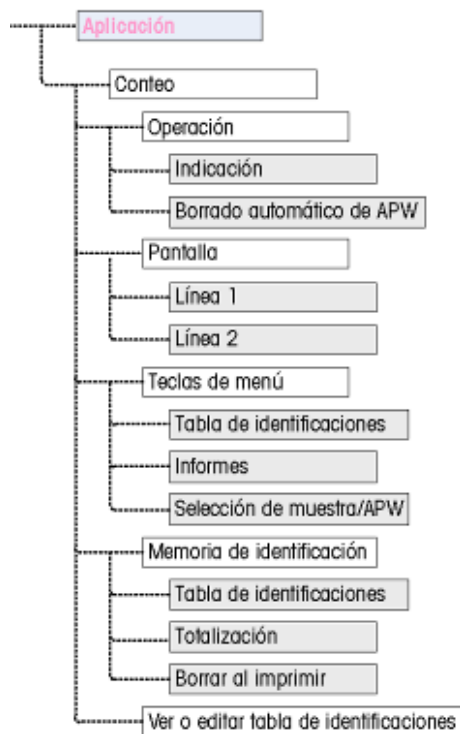 Aplicación
Conteo
Operación
Indicación
Borrado automático de APW
Pantalla
Línea 1
Línea 2
Teclas de menú
Tabla de identificaciones
Informes
Selección de muestra/APW
Memoria de identificación
Tabla de identificaciones
Totalización
Borrar al imprimir
Ver o editar tabla de identificaciones